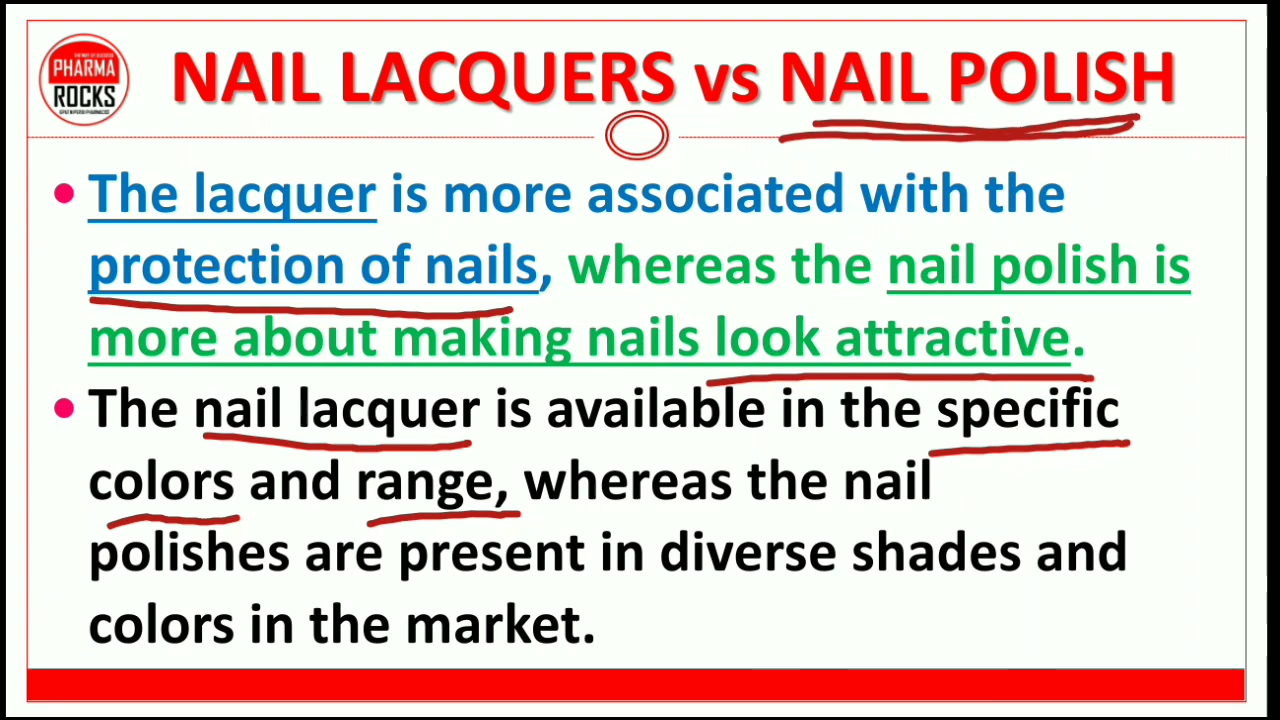 PHARMA
ROCKS
NAIL LACQUERS vs NAIL POLISH
• The lacquer is more associated with the
protection of nails, whereas the nail polish is
more about making nails look attractive.
• The nail lacquer is available in the specific
colors and range, whereas the nail
polishes are present in diverse shades and
colors in the market.